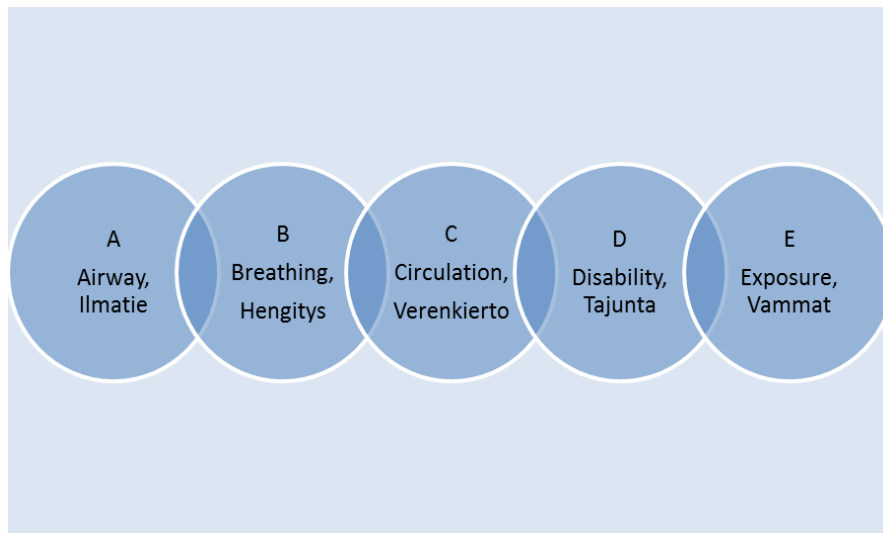 A
Airway,
Ilmatie
B
Breathing,
Hengitys
C
Circulation,
Verenkierto
D
Disability,
Tajunta
E
Exposure,
Vammat